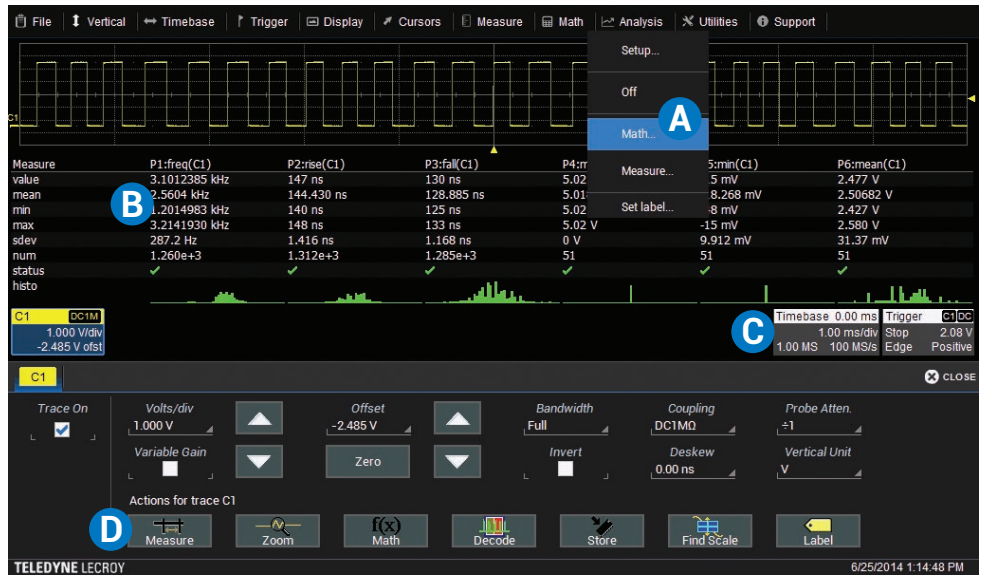 File Vertical Timebase Trigger Display Cursors Measure Math Analysis Utilities Support
Setup...
Off
A
Math...
Measure...
Set label...
C1
Measure P1:freq(C1) P2:rise(C1) P3:fall(C1) P4:m 5:min(C1) P6:mean(C1)
value 3.1012385 kHz 147 ns 130 ns 5.02 5 mV 2.477 V
mean 2.5604 kHz 144.430 ns 128.885 ns 5.01 8.268 mV 2.50682 V
min 1.2014983 kHz 140 ns 125 ns 5.02 8 mV 2.427 V
max 3.2141930 kHz 148 ns 133 ns 5.02 V -15 mV 2.580 V
sdev 287.2 Hz 1.416 ns 1.168 ns 0 V 9.912 mV 31.37 mV
num 1.260e+3 1.312e+3 1.285e+3 51 51 51
status
histo
B
C1 DC1M
1.000 V/div
-2.485 V ofst
C
Timebase 0.00 ms
1.00 ms/div
1.00 MS 100 MS/s
Trigger C1 DC
Stop 2.08 V
Edge Positive
C1 CLOSE
Trace On Volts/div Offset Bandwidth Coupling Probe Atten.
1.000 V -2.485 V Full DC1MΩ ÷1
Variable Gain Zero Invert Deskew Vertical Unit
0.00 ns V
Actions for trace C1
D
Measure Zoom f(x) Math Decode Store Find Scale Label
TELEDYNE LECROY 6/25/2014 1:14:48 PM